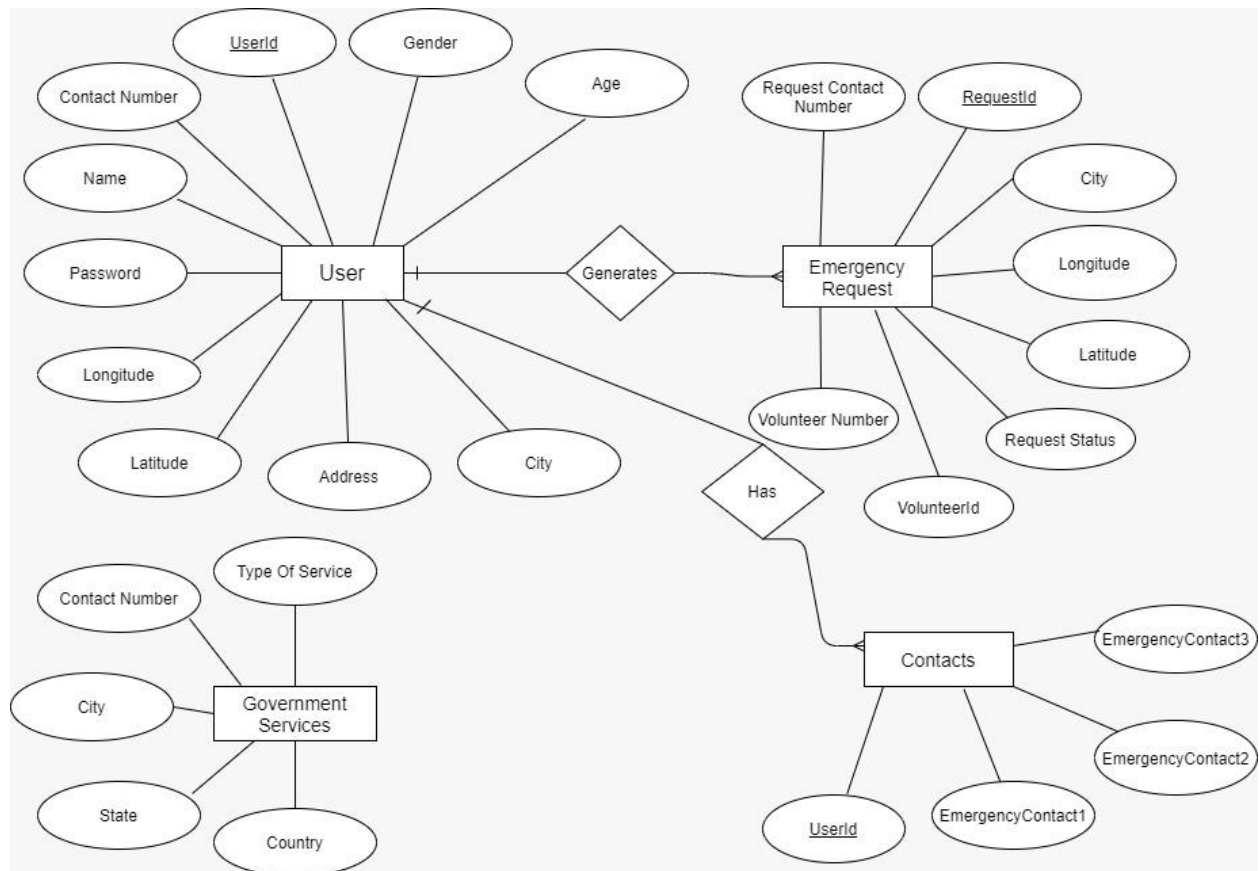 UserId
Gender
Age
Contact Number
Name
Password
Longitude
Latitude
Address
City
User
Generates
Request Contact
Number
RequestId
City
Longitude
Latitude
Request Status
VolunteerId
Volunteer Number
Emergency
Request
Has
Type Of Service
Contact Number
City
State
Country
Government
Services
Contacts
EmergencyContact3
EmergencyContact2
EmergencyContact1
UserId